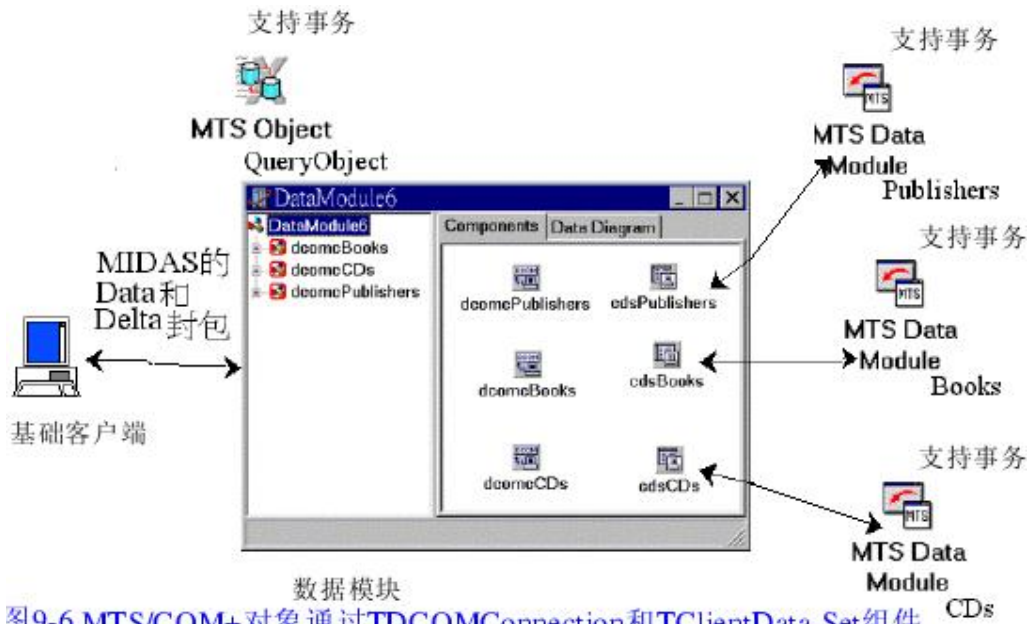 支持事务
MTS Object
QueryObject
支持事务
MTS Data
Module
Publishers
DataModule6
DataModule6
dcomcBooks
dcomcCDs
dcomcPublishers
Components
Data Diagram
dcomcPublishers
cdsPublishers
dcomcBooks
cdsBooks
dcomcCDs
cdsCDs
MIDAS的
Data和
Delta封包
基础客户端
支持事务
MTS
MTS Data
Module
Books
支持事务
MTS
MTS Data
Module
CDs
MTS
数据模块
图9-6 MTS/COM+对象通过TDCOMConnection和TClientData Set组件